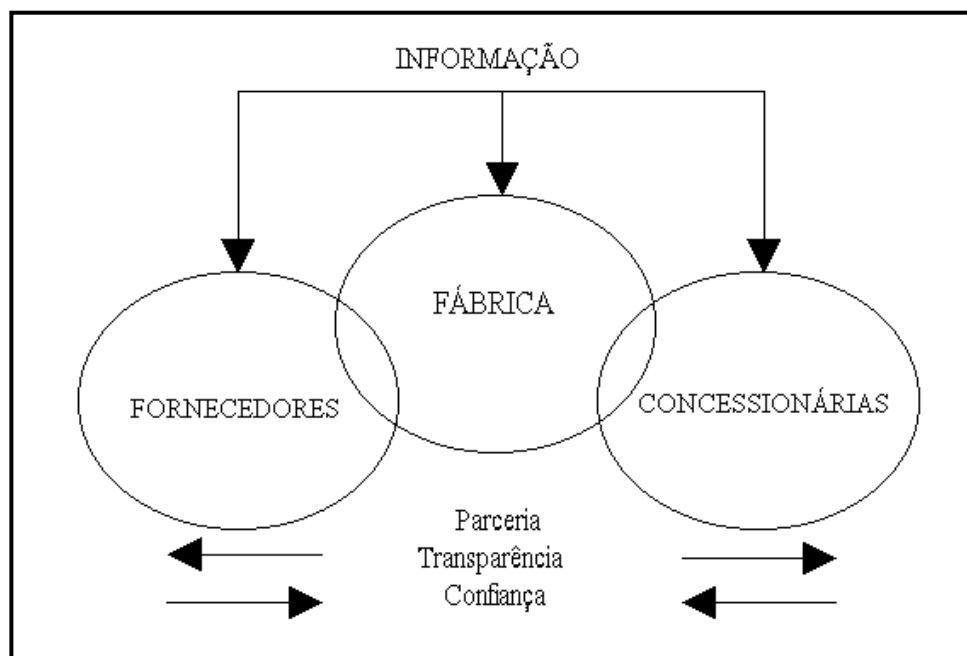 INFORMAÇÃO
FÁBRICA
FORNECEDORES
CONCESSIONÁRIAS
Parceria
Transparência
Confiança